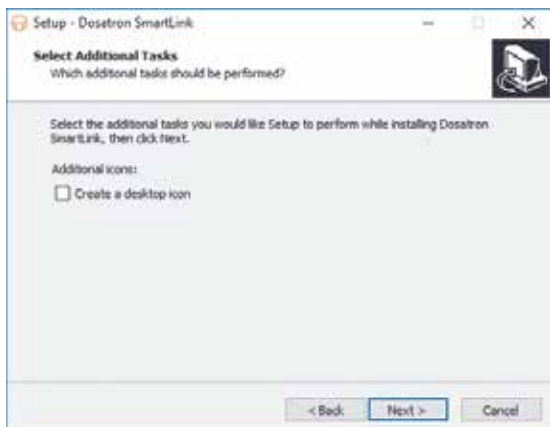 Setup - Dosatron SmartLink
Select Additional Tasks
Which additional tasks should be performed?
Select the additional tasks you would like Setup to perform while installing Dosatron
SmartLink, then click Next.
Additional icons:
Create a desktop icon
< Back
Next >
Cancel